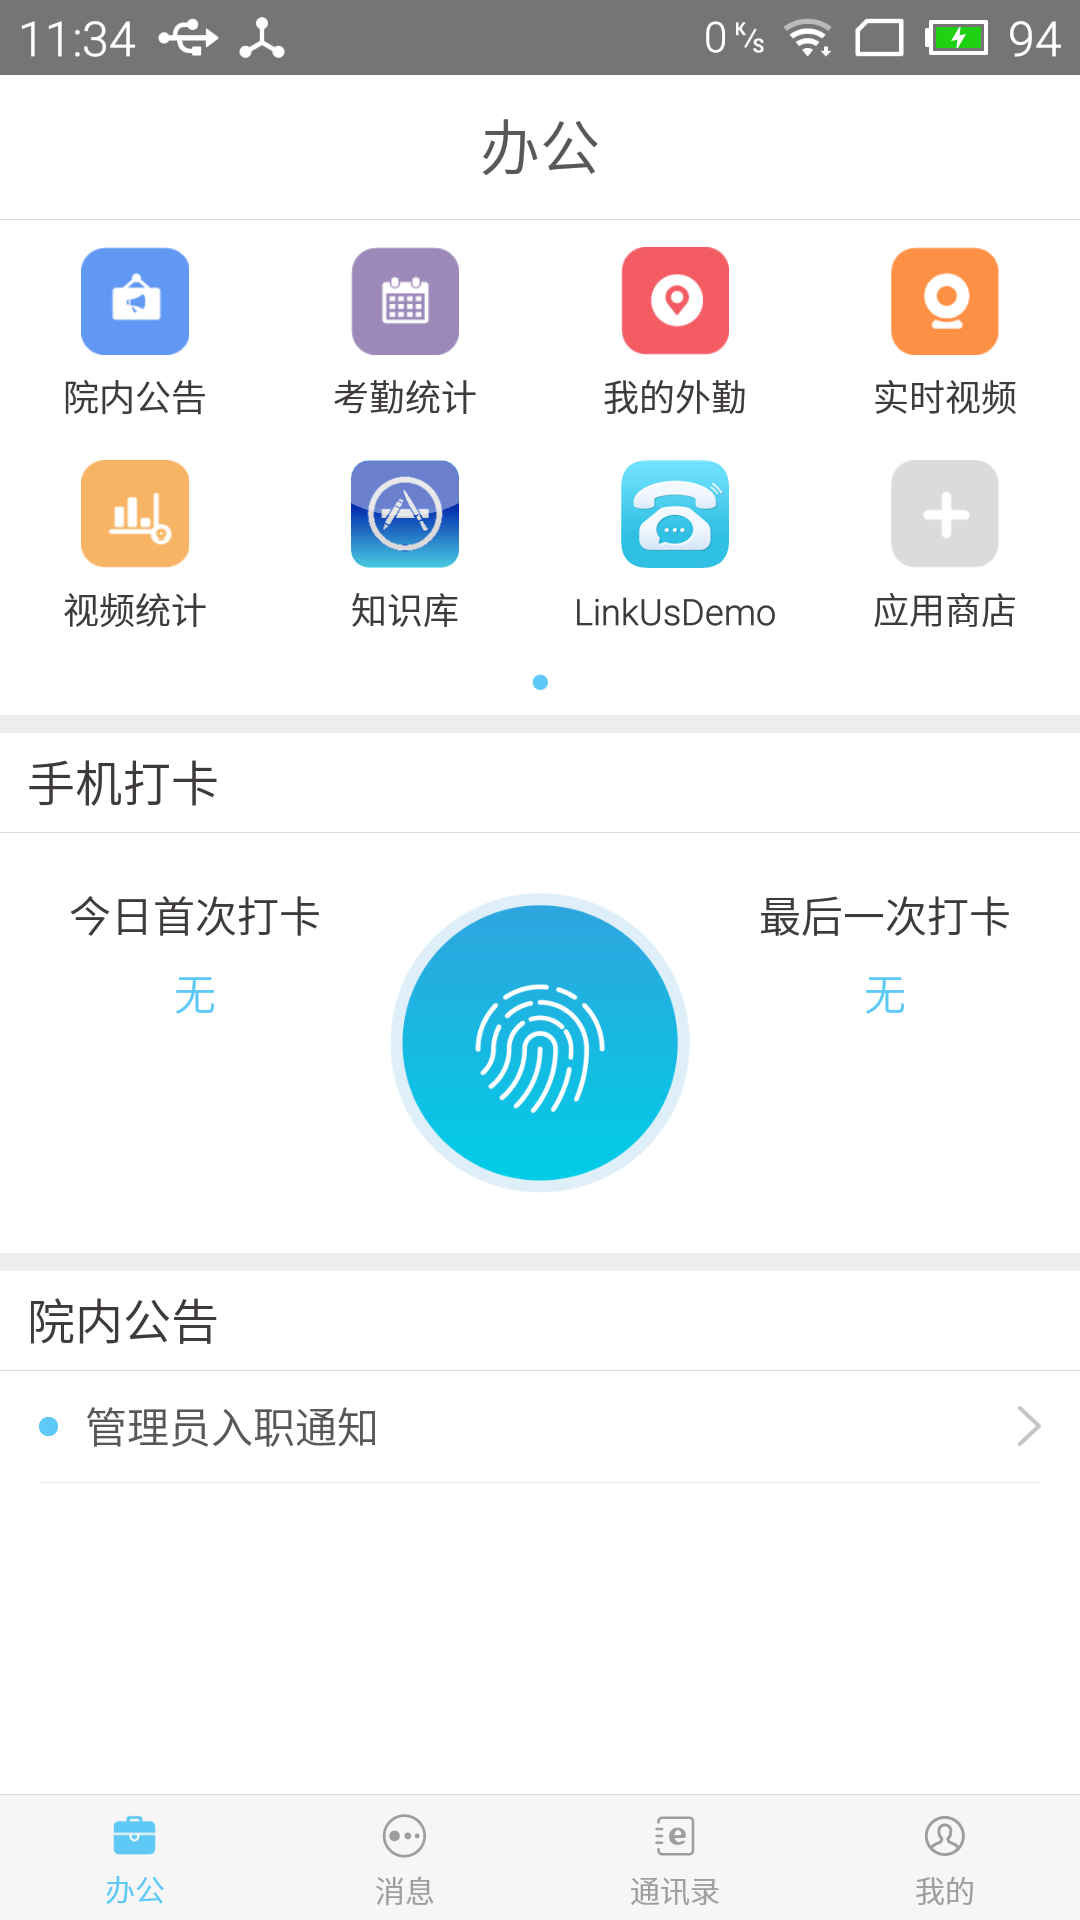 11:34 0 K/s 94
办公
院内公告 考勤统计 我的外勤 实时视频
视频统计 知识库 LinkUsDemo 应用商店
手机打卡
今日首次打卡 最后一次打卡
无 无
院内公告
管理员入职通知
办公 消息 通讯录 我的